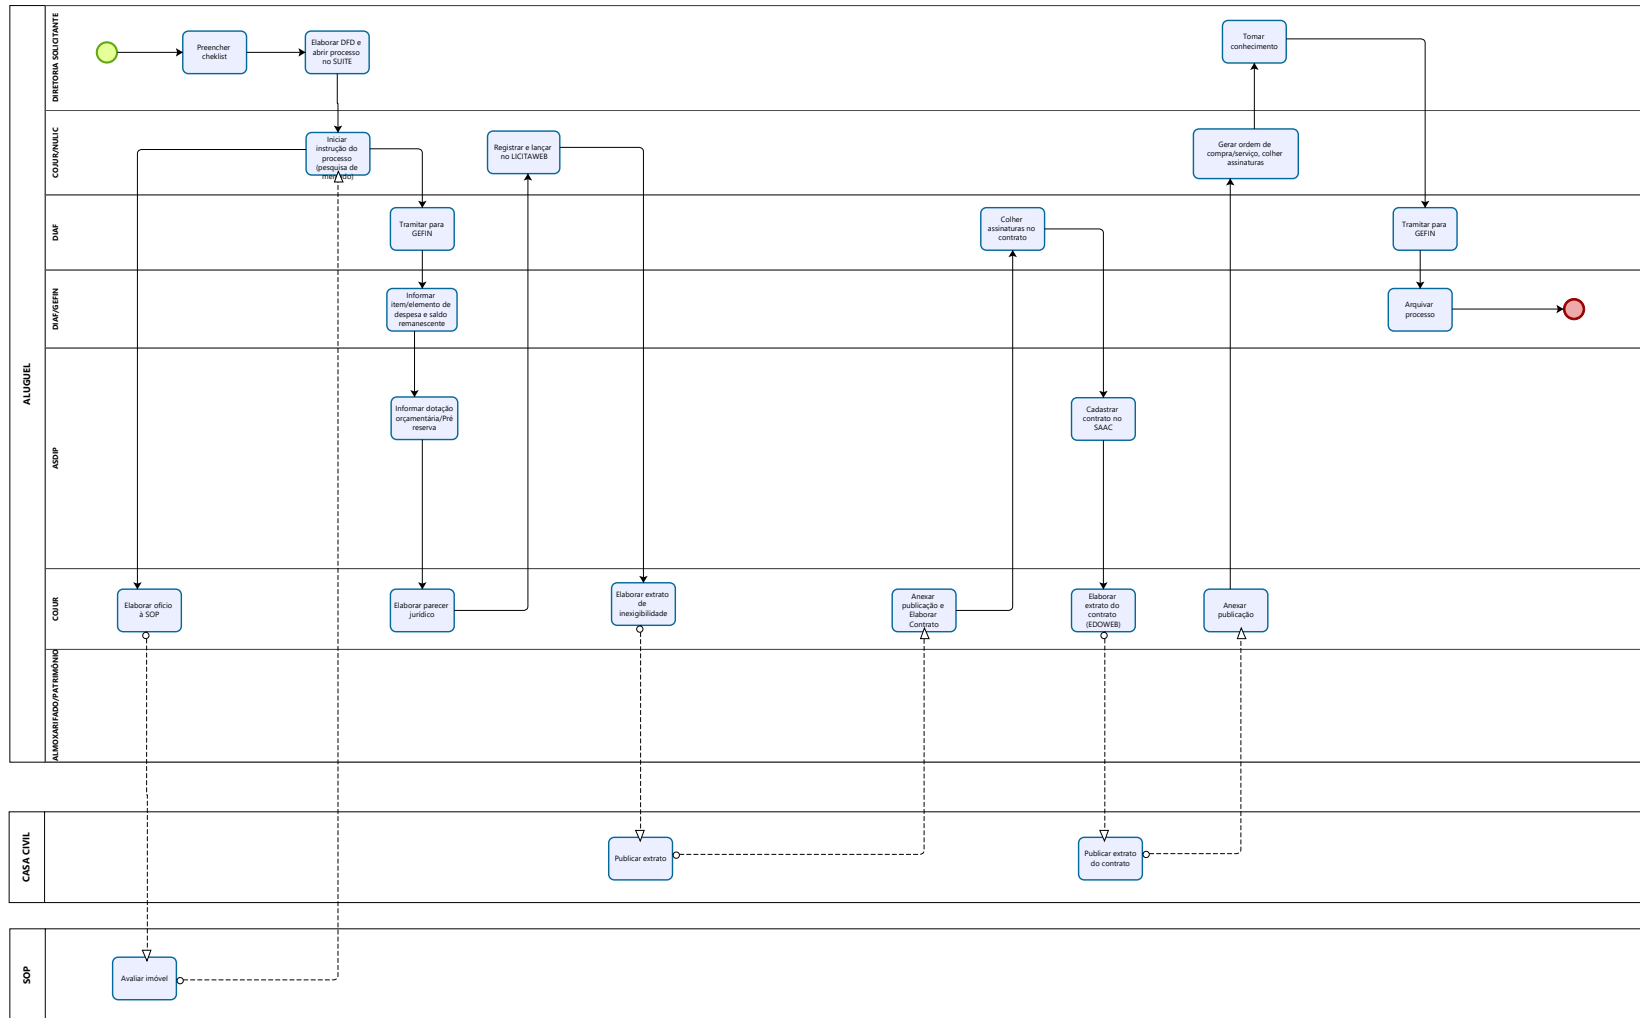 ALUGUEL
DIRETORIA SOLICITANTE
Preencher
cheklist
Elaborar DFD e
abrir processo
no SUITE
Tomar
conhecimento
COJUR/NULIC
Iniciar
instrução do
processo
(pesquisa de
mercado)
Registrar e lançar
no LICITAWEB
Gerar ordem de
compra/serviço, colher
assinaturas
DIAF
Tramitar para
GEFIN
Colher
assinaturas no
contrato
Tramitar para
GEFIN
DIAF/GEFIN
Informar
item/elemento de
despesa e saldo
remanescente
Arquivar
processo
ASDIP
Informar dotação
orçamentária/Pré
reserva
Cadastrar
contrato no
SAAC
COJUR
Elaborar ofício
à SOP
Elaborar parecer
jurídico
Elaborar extrato
de
inexigibilidade
Anexar
publicação e
Elaborar
Contrato
Elaborar
extrato do
contrato
(EDOWEB)
Anexar
publicação
ALMOXARIFADO/PATRIMÔNIO
CASA CIVIL
Publicar extrato
Publicar extrato
do contrato
SOP
Avaliar imóvel